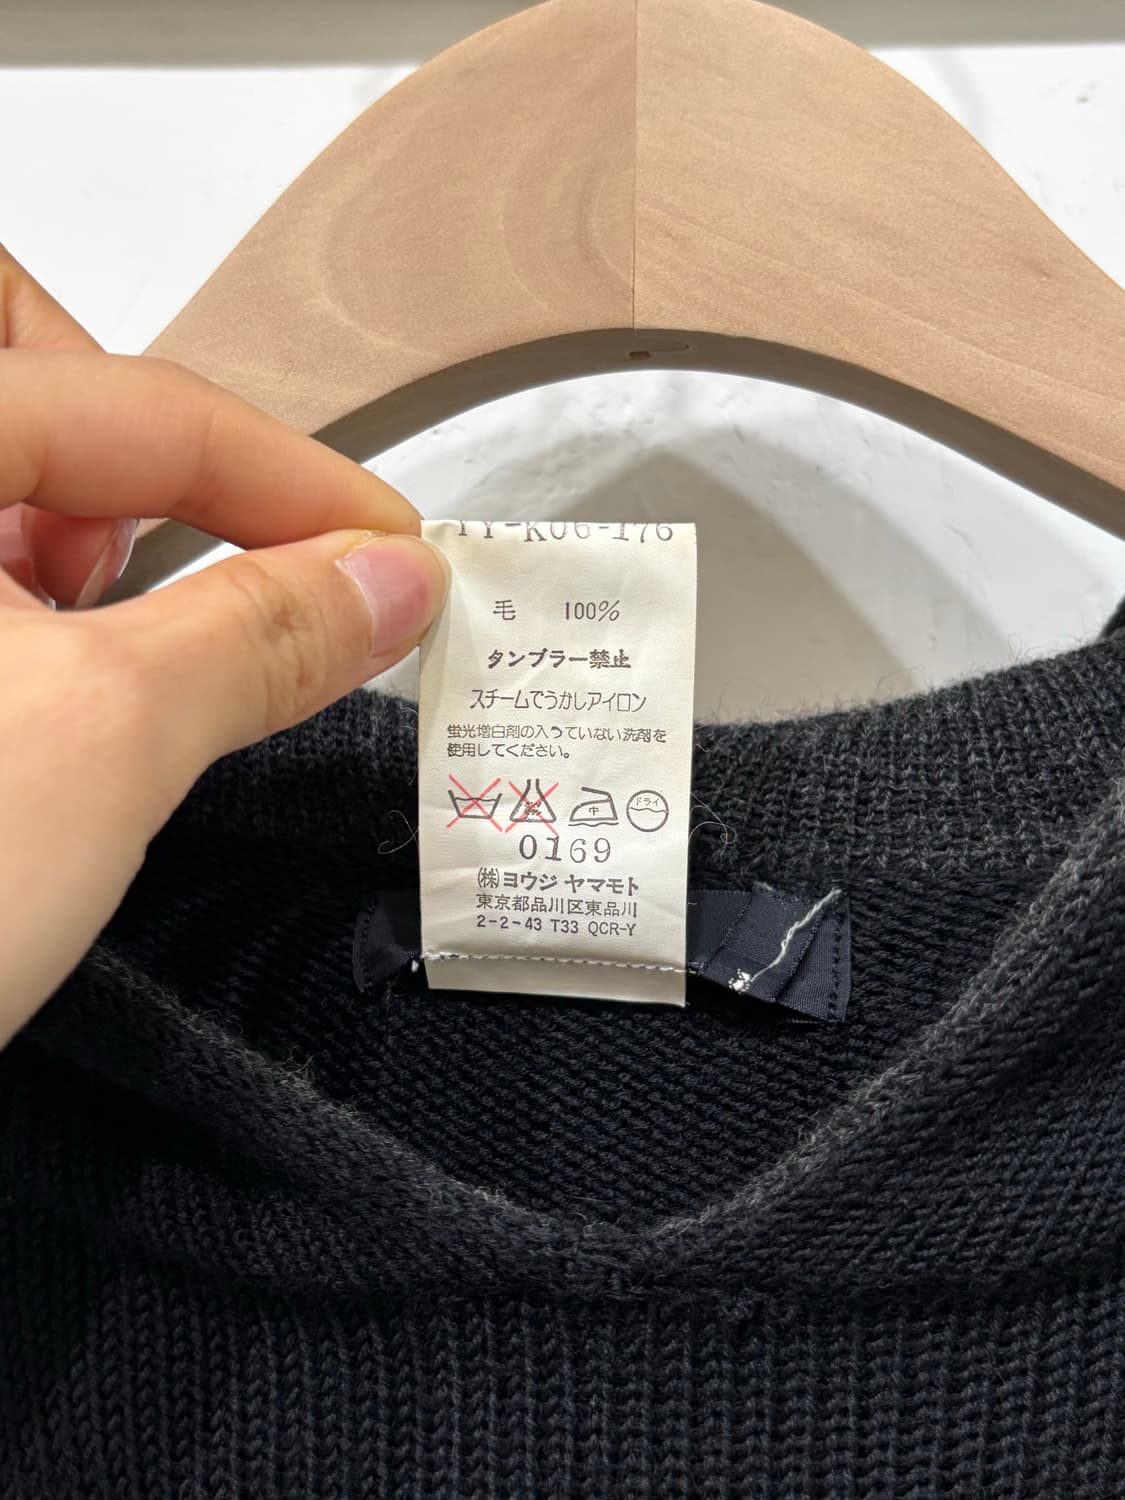 YY-K06-176
毛 100%
タンブラー禁止
スチームでうかしアイロン
蛍光増白剤の入っていない洗剤を
使用してください。
中 ドライ
0169
(株)ヨウジ ヤマモト
東京都品川区東品川
2-2-43 T33 QCR-Y